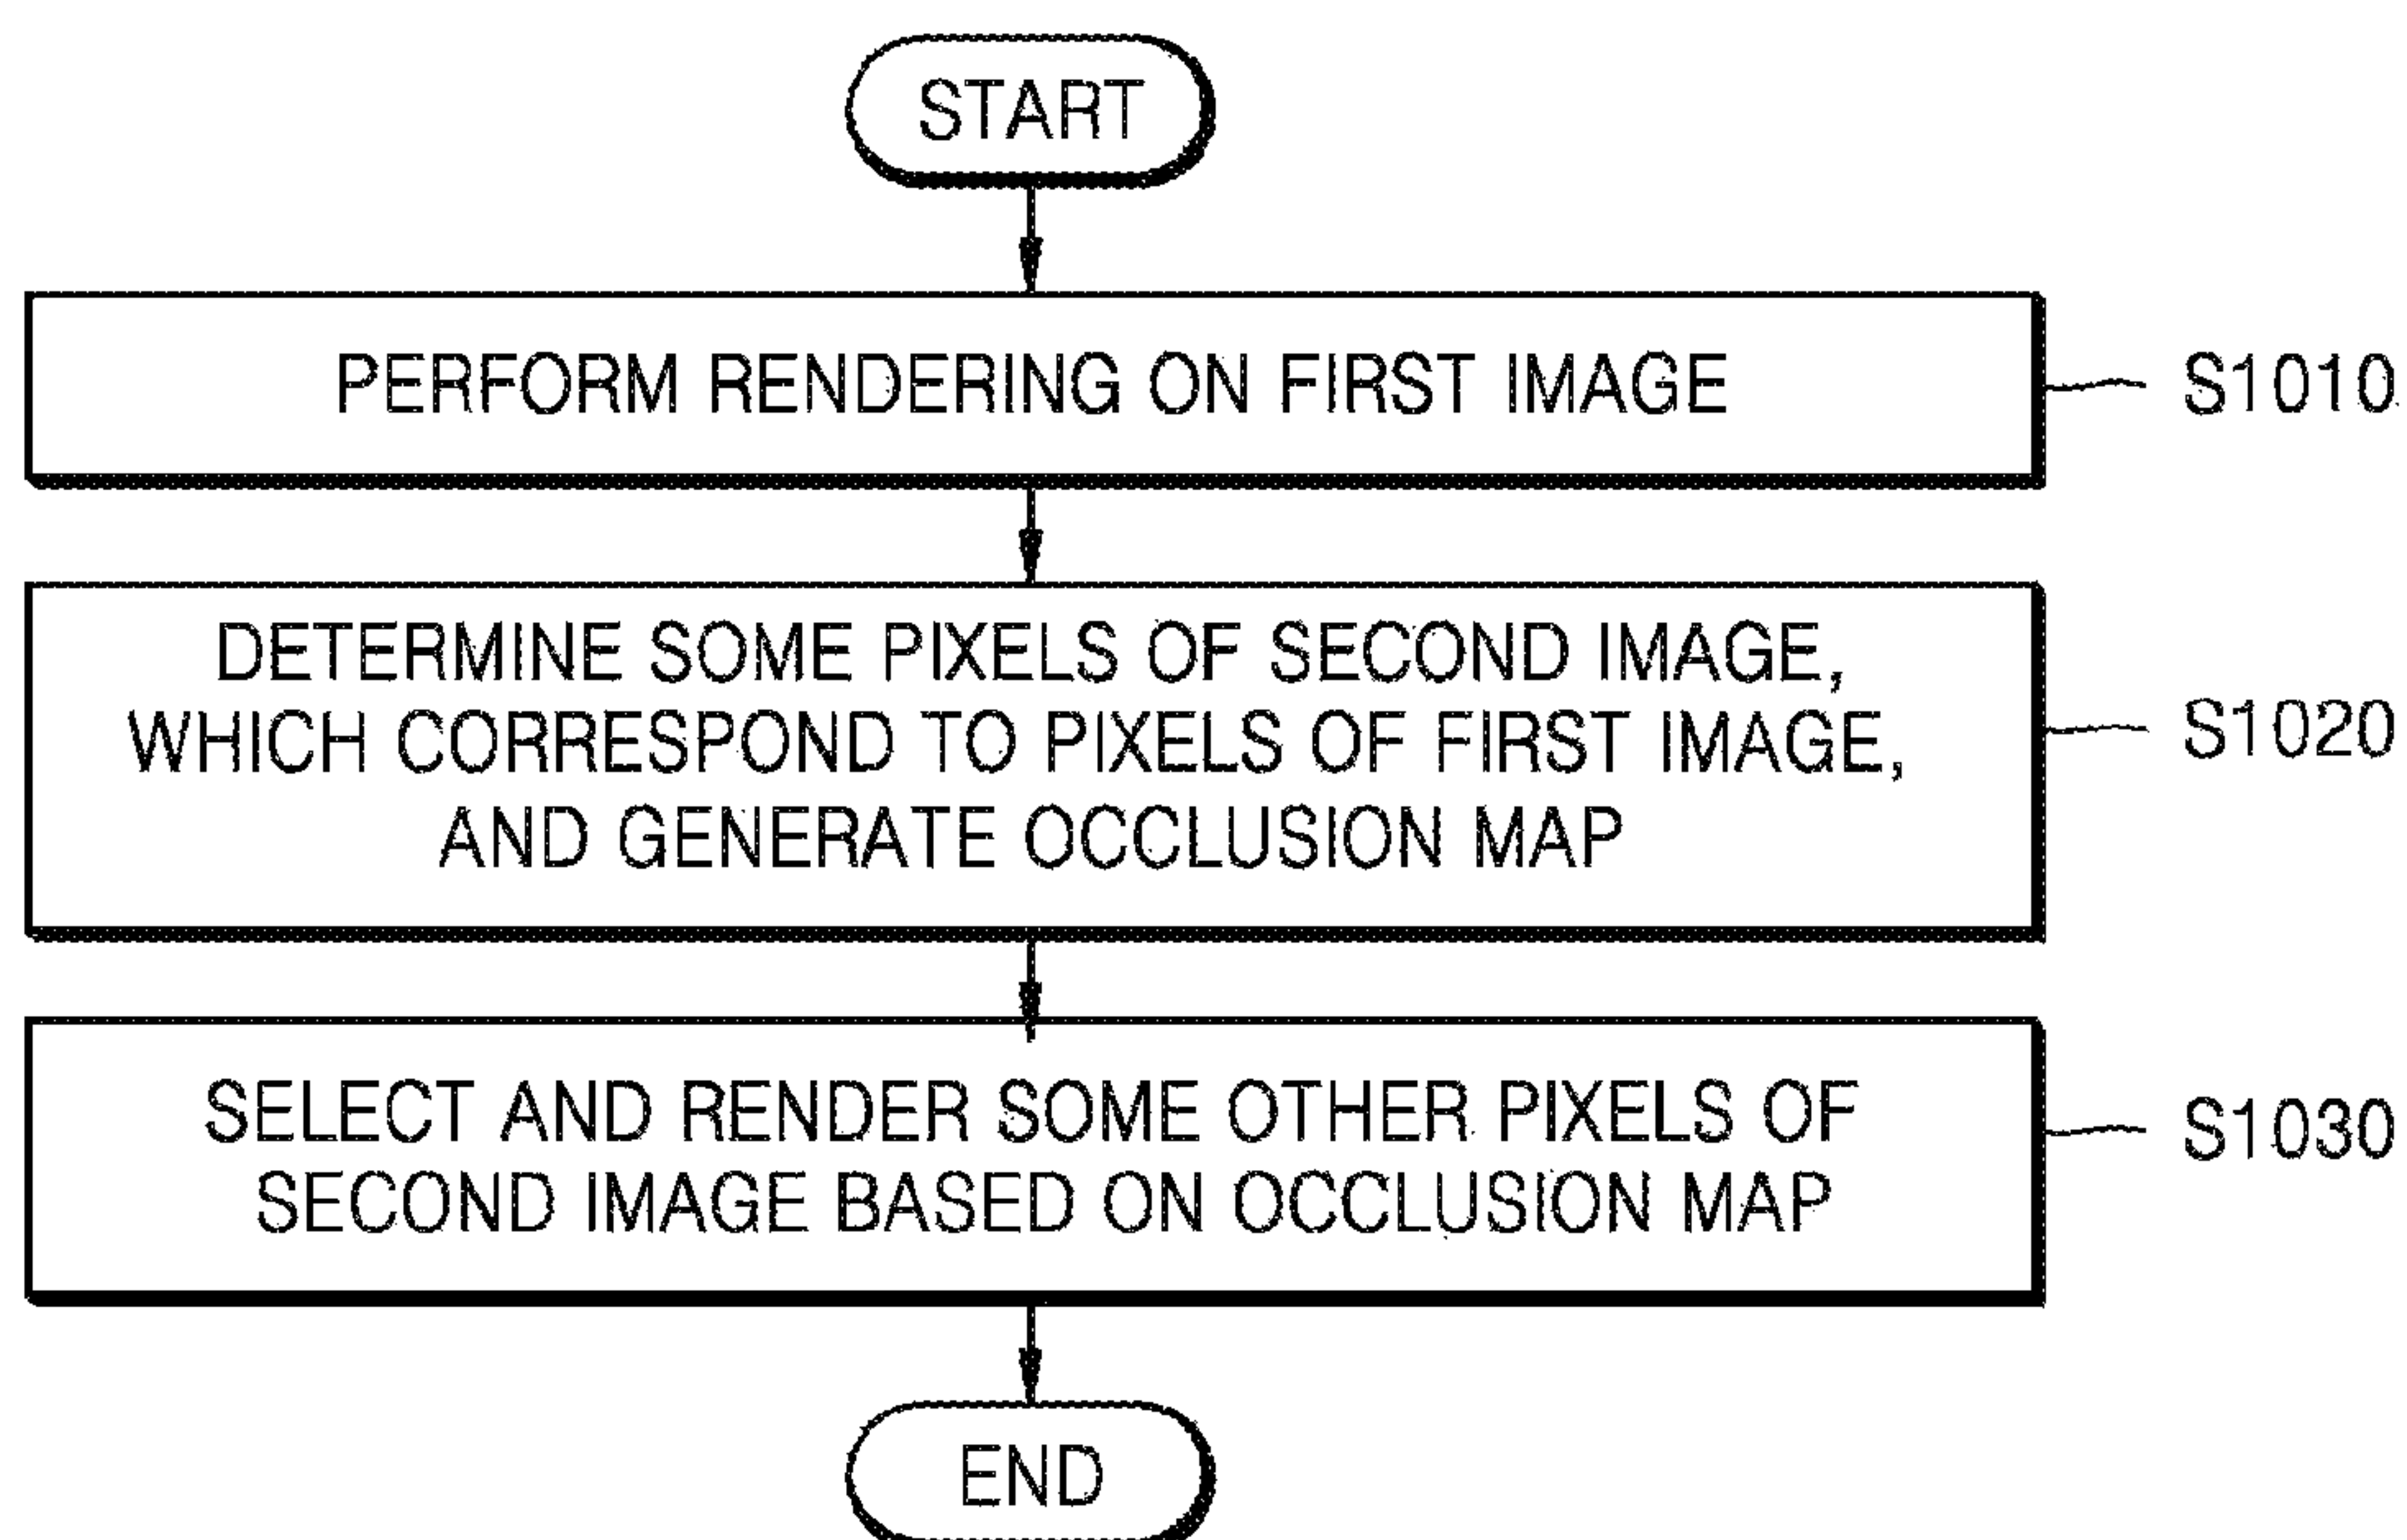 START
PERFORM RENDERING ON FIRST IMAGE
S1010
DETERMINE SOME PIXELS OF SECOND IMAGE,
WHICH CORRESPOND TO PIXELS OF FIRST IMAGE,
AND GENERATE OCCLUSION MAP
S1020
SELECT AND RENDER SOME OTHER PIXELS OF
SECOND IMAGE BASED ON OCCLUSION MAP
S1030
END